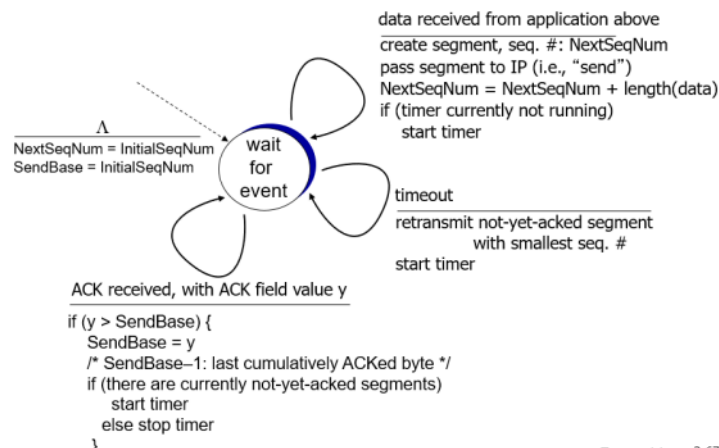 data received from application above
create segment, seq. #: NextSeqNum
pass segment to IP (i.e., “send”)
NextSeqNum = NextSeqNum + length(data)
if (timer currently not running)
start timer
Λ
NextSeqNum = InitialSeqNum
SendBase = InitialSeqNum
wait
for
event
timeout
retransmit not-yet-acked segment
with smallest seq. #
start timer
ACK received, with ACK field value y
if (y > SendBase) {
SendBase = y
/* SendBase–1: last cumulatively ACKed byte */
if (there are currently not-yet-acked segments)
start timer
else stop timer
}